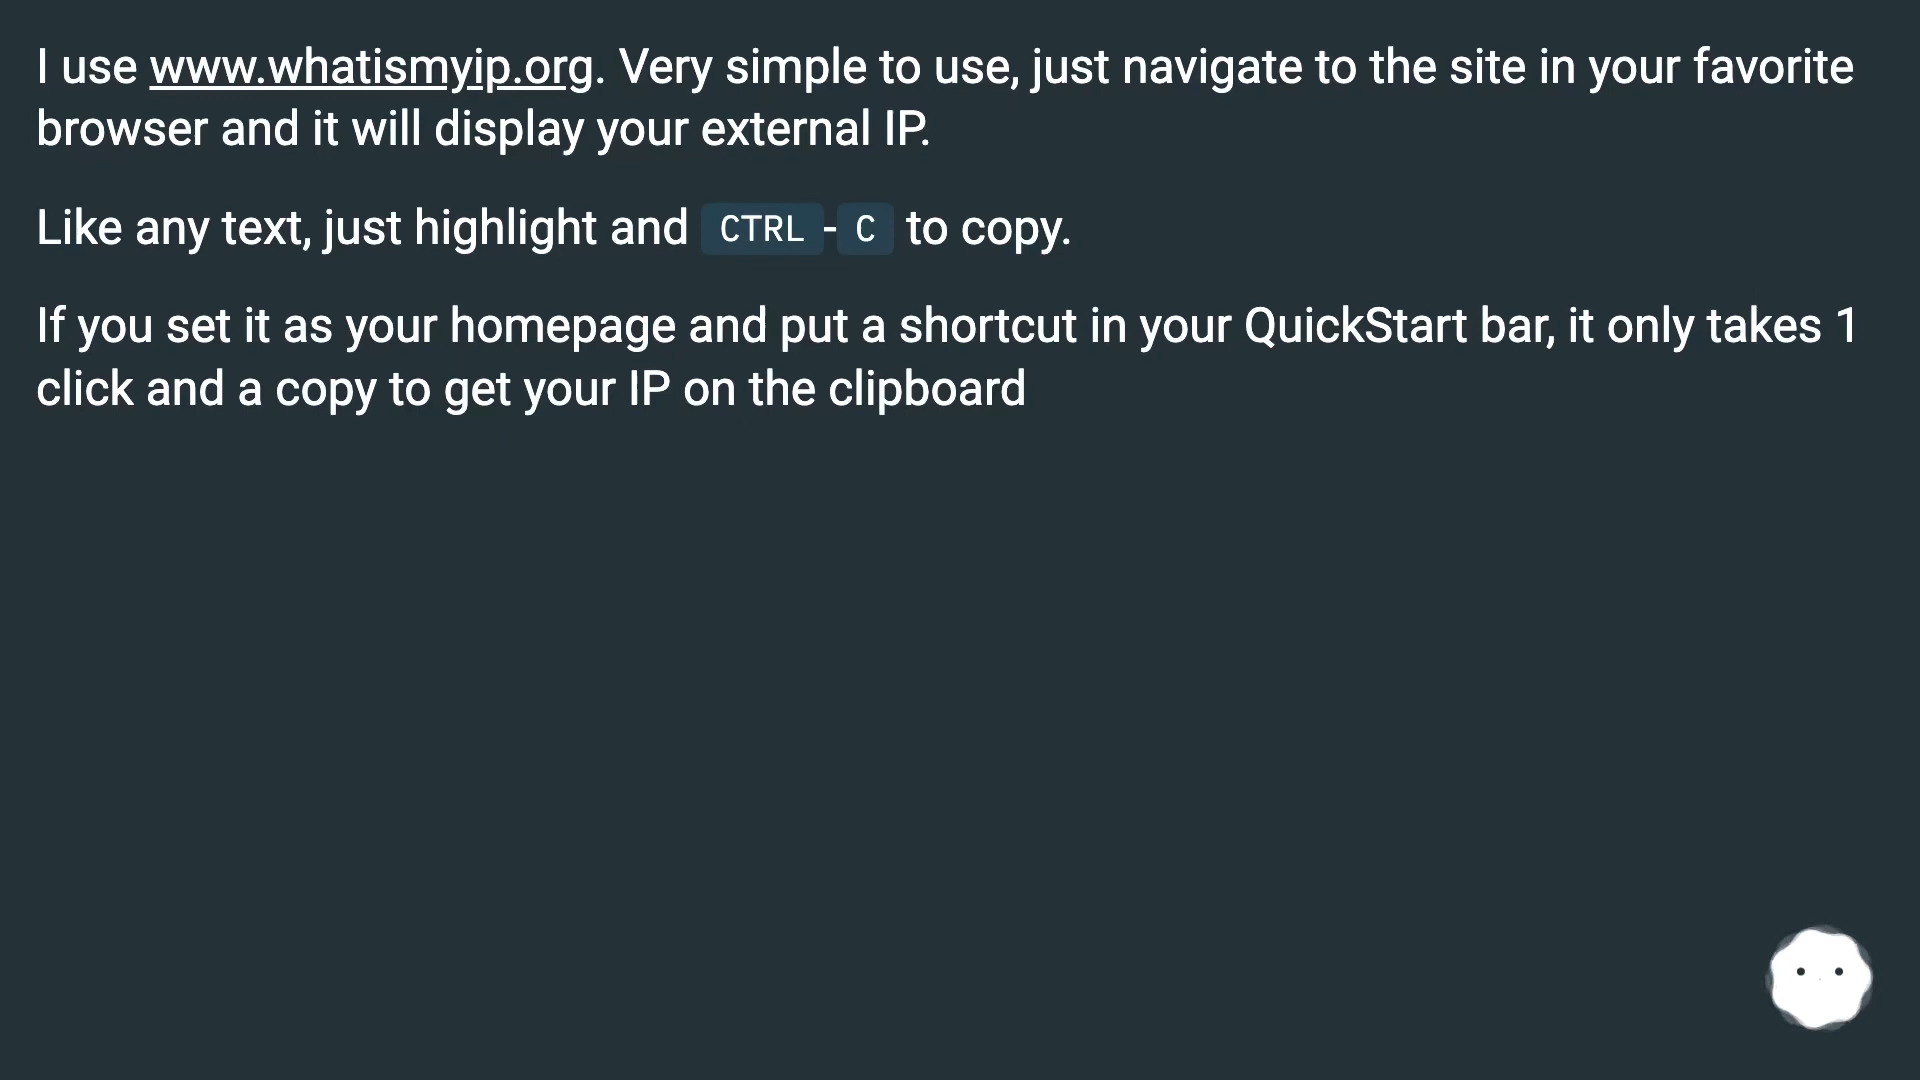 I use www.whatismyip.org. Very simple to use, just navigate to the site in your favorite
browser and it will display your external IP.
Like any text, just highlight and CTRL-C to copy.
If you set it as your homepage and put a shortcut in your QuickStart bar, it only takes 1
click and a copy to get your IP on the clipboard